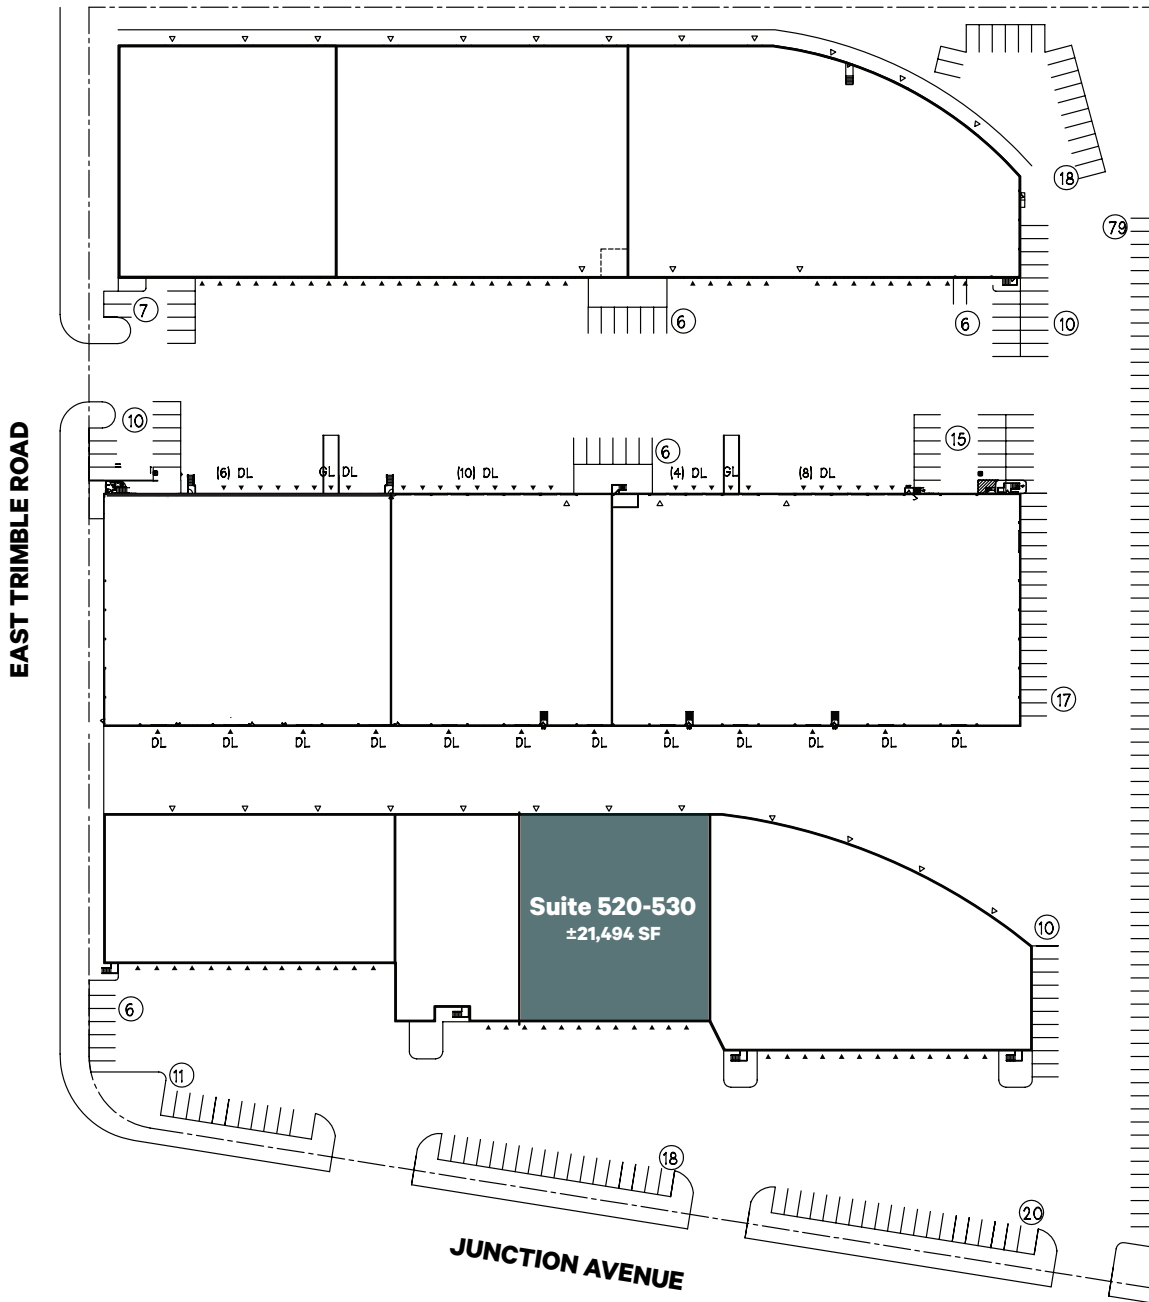 18
79
7
6
6
10
10
6
15
(6) DL
GL DL
(10) DL
(4) DL
GL
(8) DL
EAST TRIMBLE ROAD
17
DL DL DL DL DL DL DL DL DL DL DL DL
Suite 520-530
±21,494 SF
10
6
11
18
20
JUNCTION AVENUE